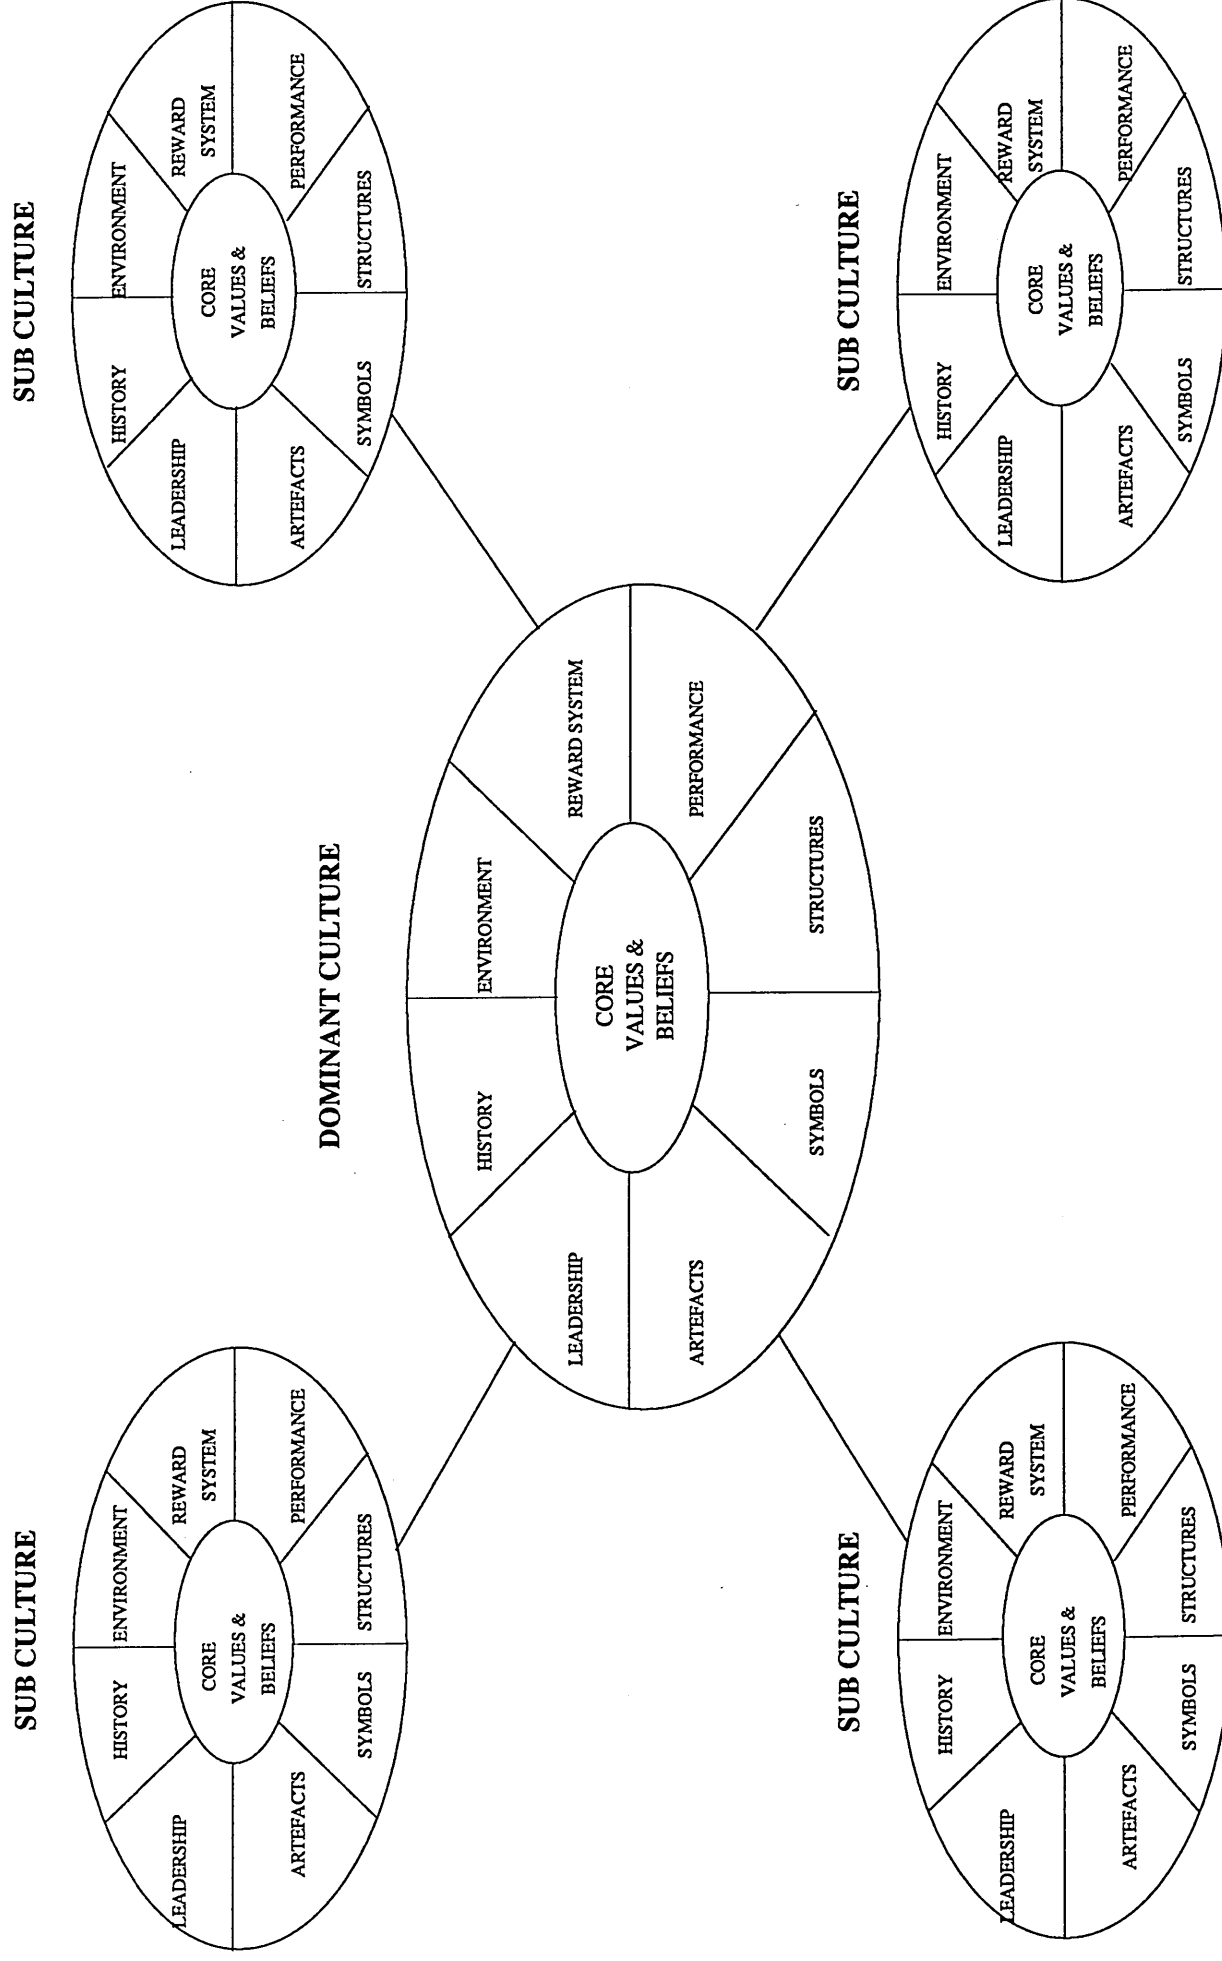 SUB CULTURE
HISTORY
ENVIRONMENT
LEADERSHIP
REWARD
SYSTEM
CORE
VALUES &
BELIEFS
ARTEFACTS
PERFORMANCE
SYMBOLS
STRUCTURES
SUB CULTURE
HISTORY
ENVIRONMENT
LEADERSHIP
REWARD
SYSTEM
CORE
VALUES &
BELIEFS
ARTEFACTS
PERFORMANCE
SYMBOLS
STRUCTURES
DOMINANT CULTURE
HISTORY
ENVIRONMENT
LEADERSHIP
REWARD SYSTEM
CORE
VALUES &
BELIEFS
ARTEFACTS
PERFORMANCE
SYMBOLS
STRUCTURES
SUB CULTURE
HISTORY
ENVIRONMENT
LEADERSHIP
REWARD
SYSTEM
CORE
VALUES &
BELIEFS
ARTEFACTS
PERFORMANCE
SYMBOLS
STRUCTURES
SUB CULTURE
HISTORY
ENVIRONMENT
LEADERSHIP
REWARD
SYSTEM
CORE
VALUES &
BELIEFS
ARTEFACTS
PERFORMANCE
SYMBOLS
STRUCTURES